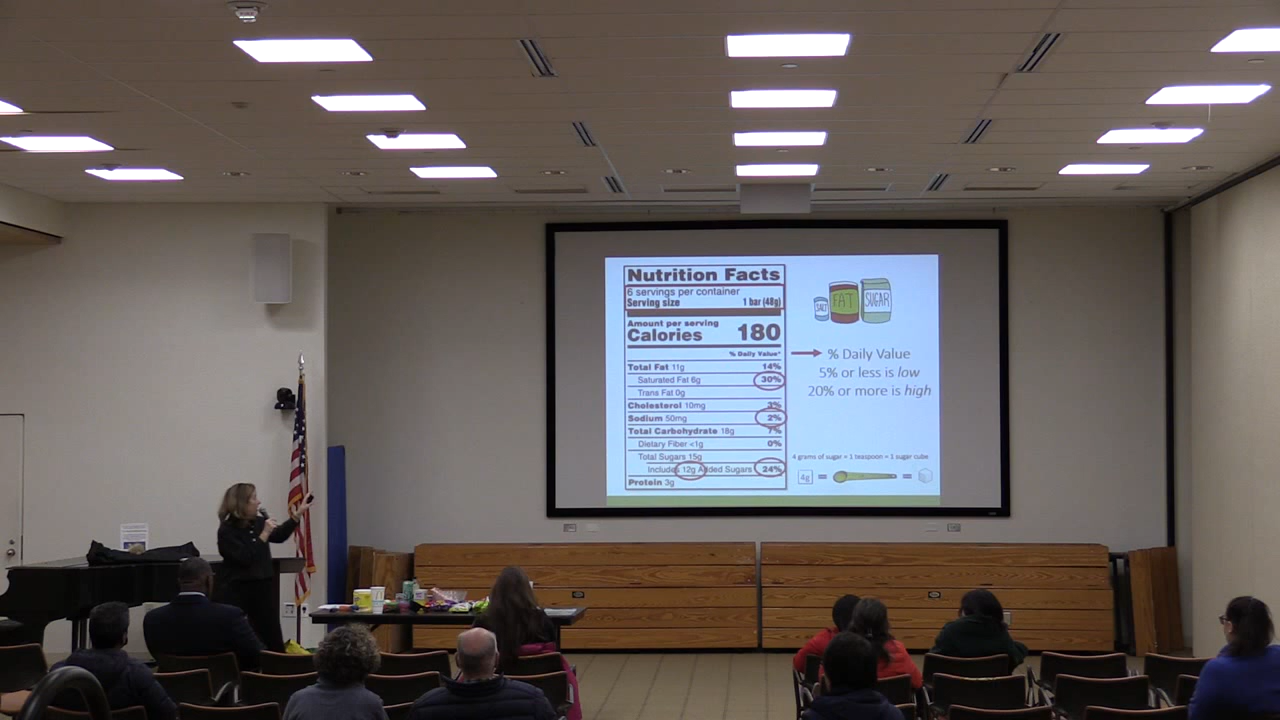 Nutrition Facts
6 servings per container
Serving size 1 bar (48g)
Amount per serving
Calories 180
% Daily Value*
Total Fat 11g 14%
Saturated Fat 6g 30%
Trans Fat 0g
Cholesterol 10mg 3%
Sodium 50mg 2%
Total Carbohydrate 18g 7%
Dietary Fiber <1g 0%
Total Sugars 15g
Includes 12g Added Sugars 24%
Protein 3g
SALT
FAT
SUGAR
% Daily Value
5% or less is low
20% or more is high
4 grams of sugar = 1 teaspoon = 1 sugar cube
4g = =